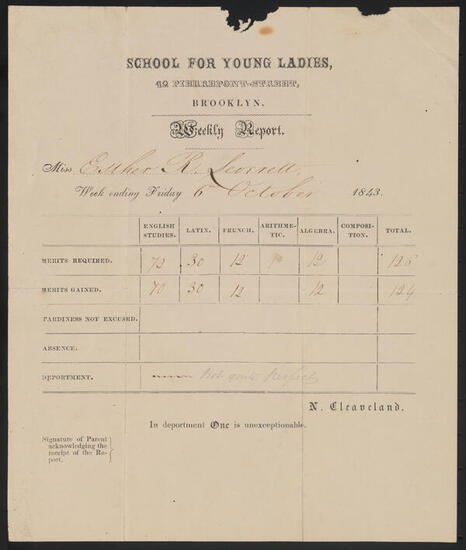 SCHOOL FOR YOUNG LADIES,
42 PIERREPONT-STREET,
BROOKLYN.
Weekly Report.
Miss Esther R.
Week ending Friday 6 October 1843.
ENGLISH STUDIES. LATIN. FRENCH. ARITHMETIC. ALGEBRA. COMPOSITION. TOTAL.
MERITS REQUIRED. 72 30 12 12 126
MERITS GAINED. 70 30 12 12 124
TARDINESS NOT EXCUSED.
ABSENCE.
DEPORTMENT. Not quite Perfect
N. Cleaveland.
In deportment One is unexceptionable.
Signature of Parent
acknowledging the
receipt of the Re-
port.